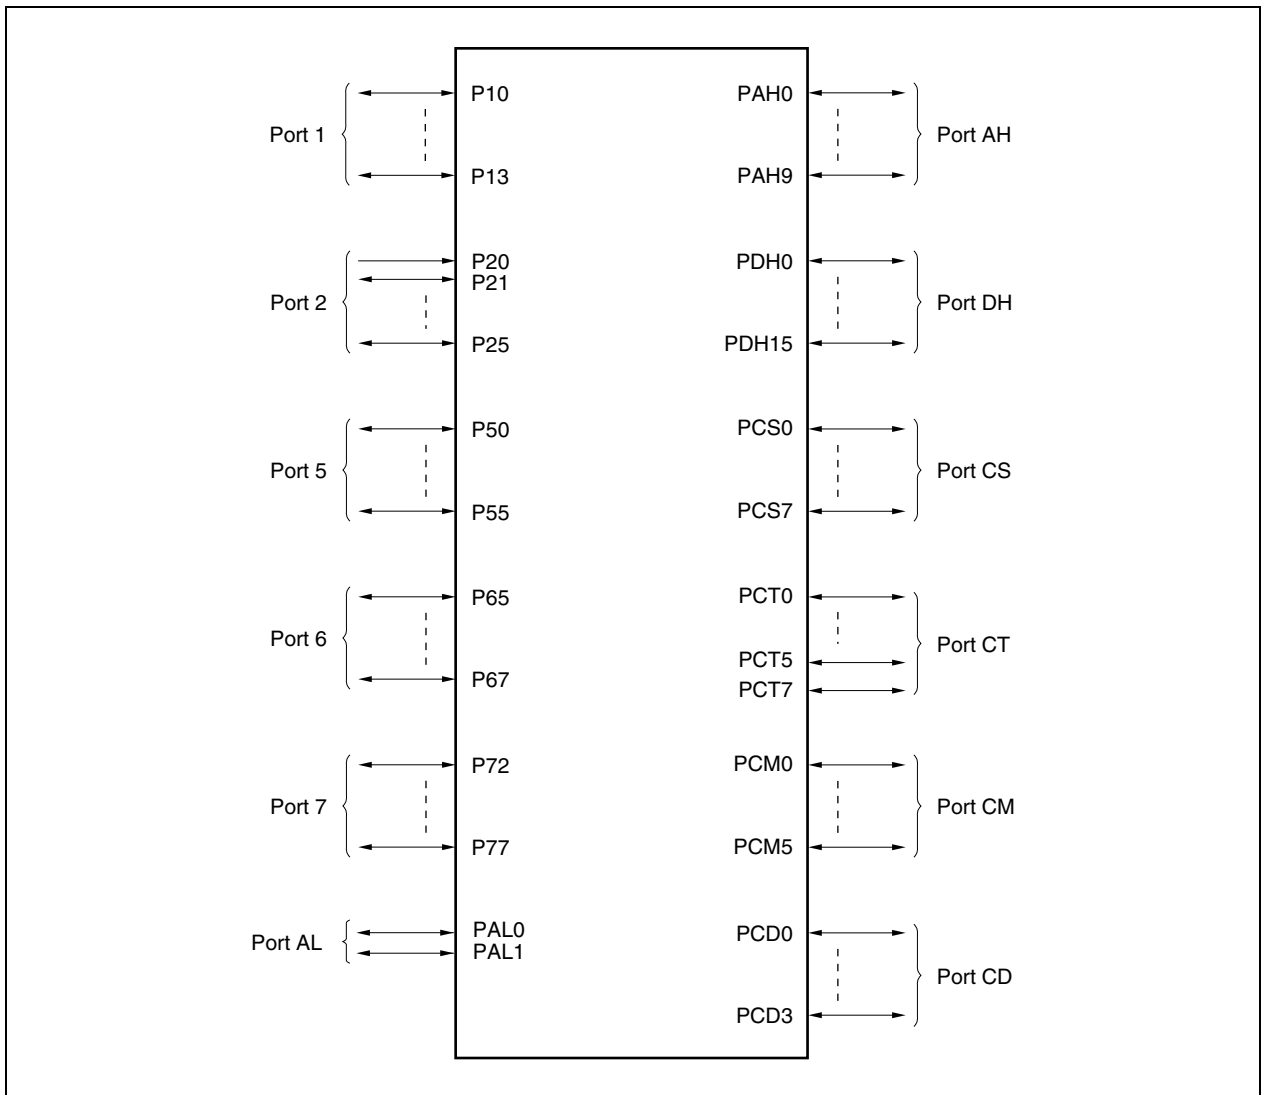 Port 1
P10
P13
Port 2
P20
P21
P25
Port 5
P50
P55
Port 6
P65
P67
Port 7
P72
P77
Port AL
PAL0
PAL1
PAH0
PAH9
Port AH
PDH0
PDH15
Port DH
PCS0
PCS7
Port CS
PCT0
PCT5
PCT7
Port CT
PCM0
PCM5
Port CM
PCD0
PCD3
Port CD